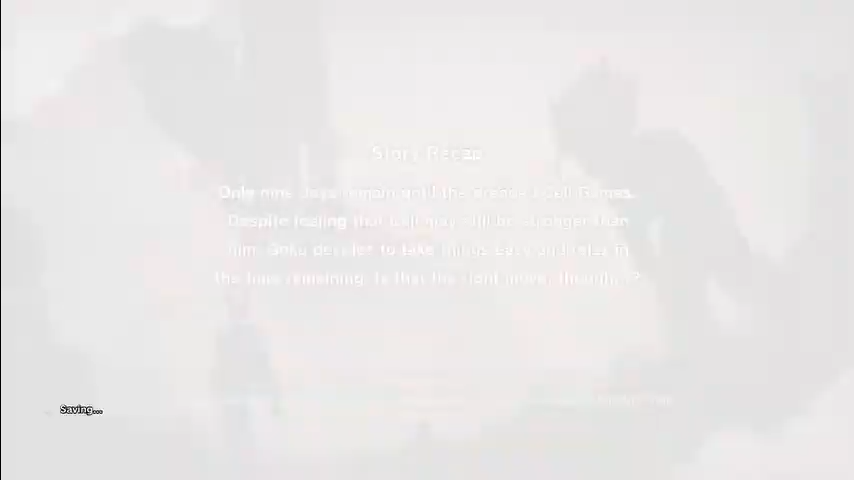 Story Recap
Only nine days remain until the Cell Games.
Despite feeling that Cell may still be stronger than
him, Goku decides to take things easy and relax in
the time remaining. Is that the right move, though...!?
Saving...